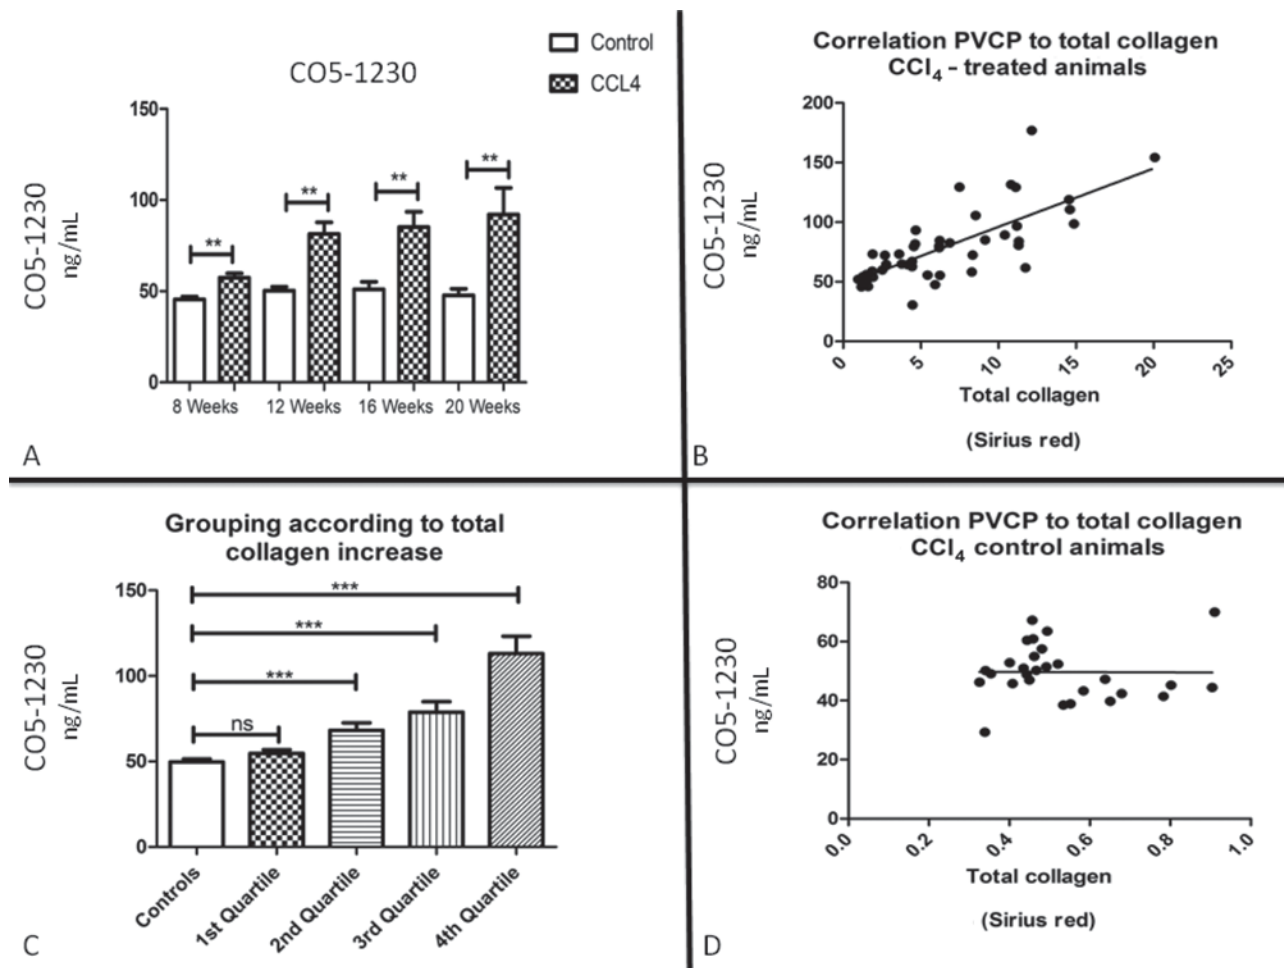 CO5-1230
Control
CCL4
150
100
50
0
CO5-1230
ng/mL
**
**
**
**
8 Weeks
12 Weeks
16 Weeks
20 Weeks
A
Correlation PVCP to total collagen
CCl4 – treated animals
200
150
100
50
0
CO5-1230
ng/mL
0
5
10
15
20
25
Total collagen
(Sirius red)
B
Grouping according to total
collagen increase
150
100
50
0
CO5-1230
ng/mL
***
***
***
ns
Controls
1st Quartile
2nd Quartile
3rd Quartile
4th Quartile
C
Correlation PVCP to total collagen
CCl4 control animals
80
60
40
20
0
CO5-1230
ng/mL
0.0
0.2
0.4
0.6
0.8
1.0
Total collagen
(Sirius red)
D